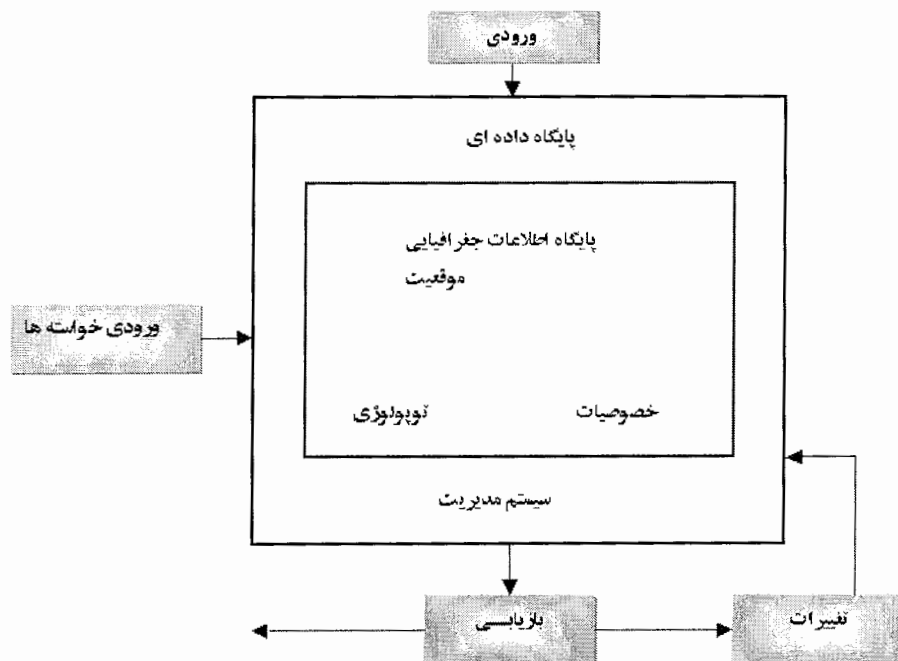 ورودی
پایگاه داده ای
پایگاه اطلاعات جغرافیایی
موقعیت
ورودی خواسته ها
توپولوژی
خصوصیات
سیستم مدیریت
بازیابی
تغییرات